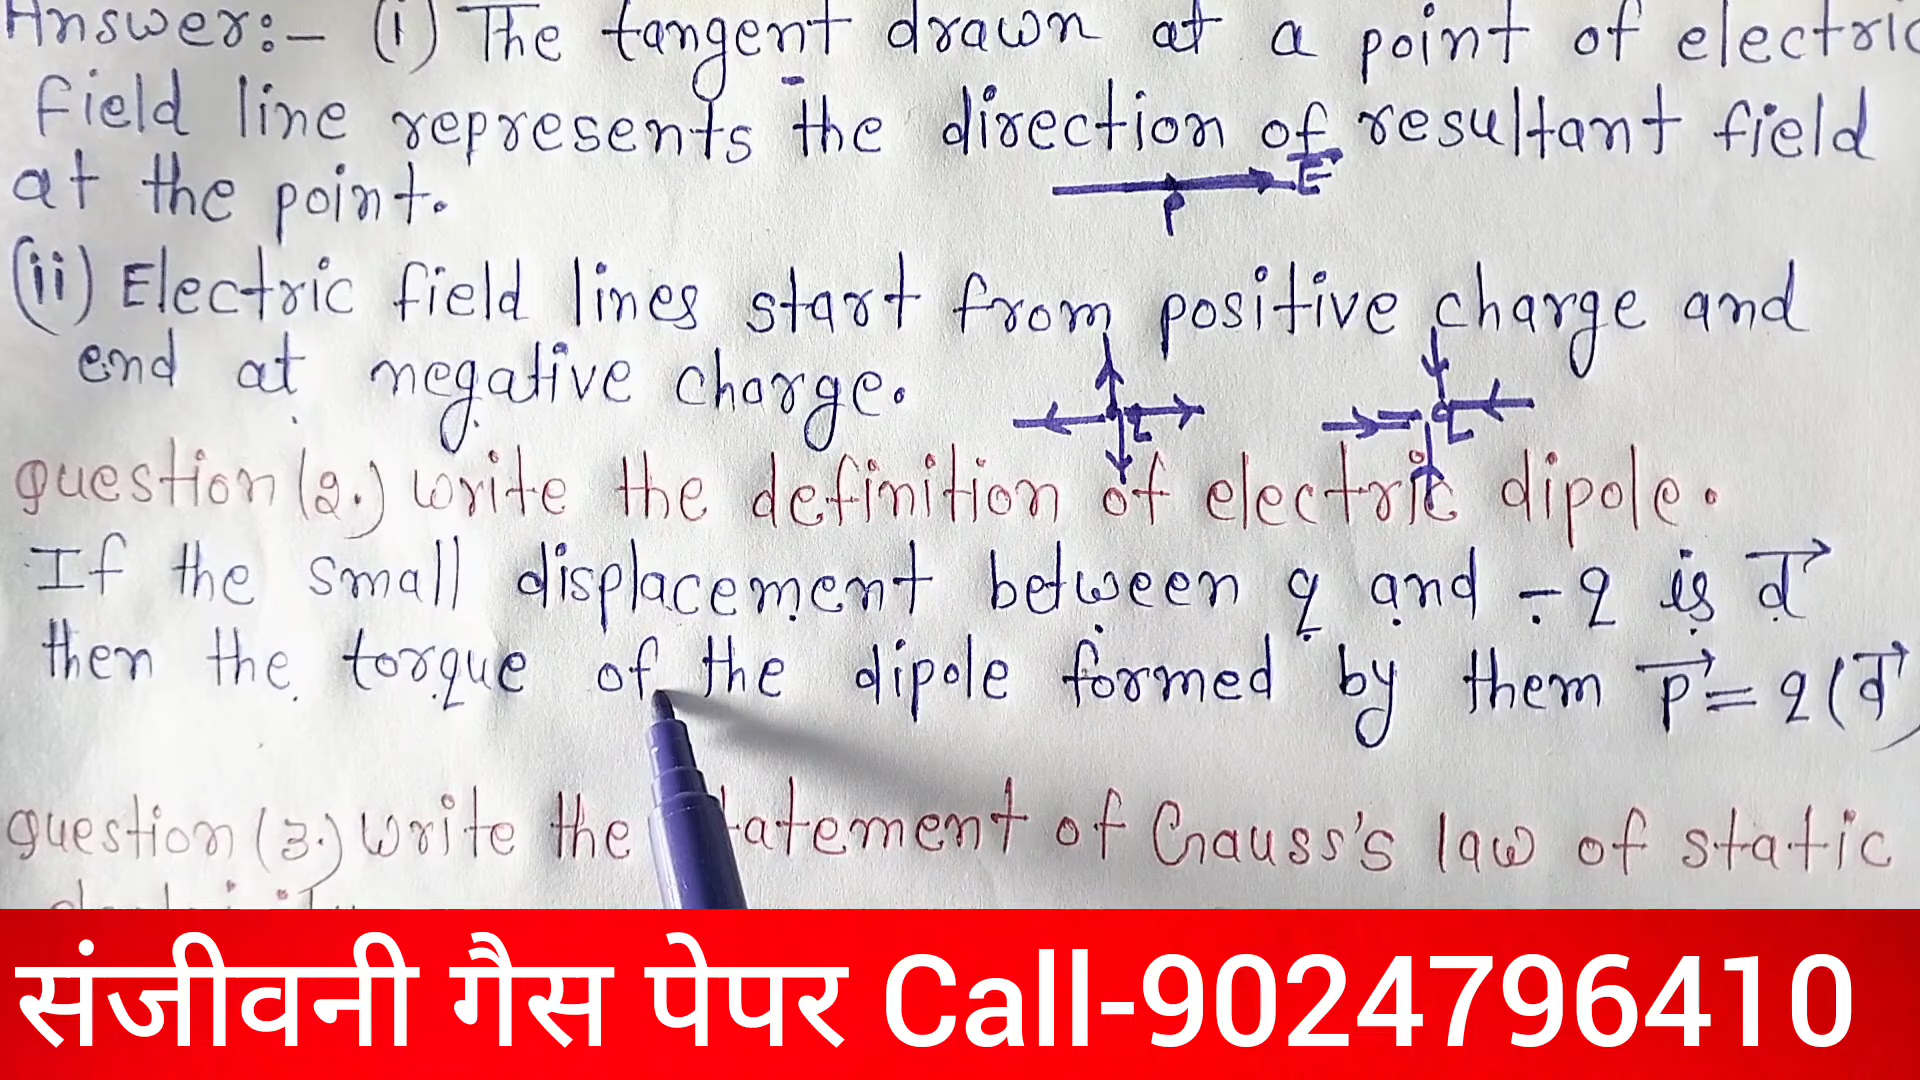 Answer:- (i) The tangent drawn at a point of electric
field line represents the direction of resultant field
at the point.
E
P
(ii) Electric field lines start from positive charge and
end at negative charge.
question (2.) Write the definition of electric dipole.
If the small displacement between q and -q is d
then the torque of the dipole formed by them p = q(d)
question (3.) Write the statement of Gauss's law of static
संजीवनी गैस पेपर Call-9024796410